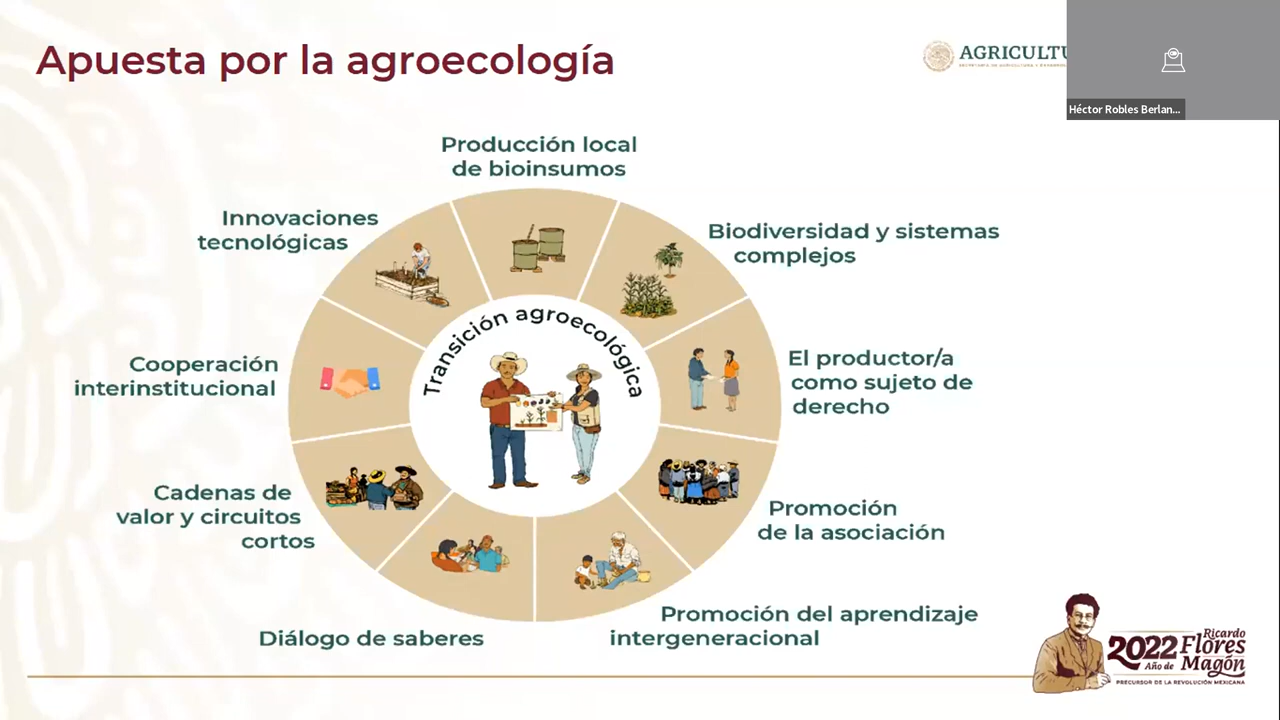 Apuesta por la agroecología
AGRICULTU
Héctor Robles Berlan...
Producción local
de bioinsumos
Innovaciones
tecnológicas
Biodiversidad y sistemas
complejos
Transición agroecológica
Cooperación
interinstitucional
El productor/a
como sujeto de
derecho
Cadenas de
valor y circuitos
cortos
Promoción
de la asociación
Promoción del aprendizaje
intergeneracional
Diálogo de saberes
2022
Año de
Ricardo
Flores
Magón
PRECURSOR DE LA REVOLUCIÓN MEXICANA